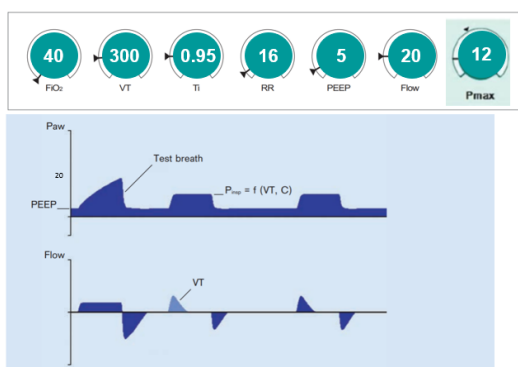 40 300 0.95 16 5 20 12
FiO₂ VT Ti RR PEEP Flow Pmax
Paw
Test breath
20
Pinsp = f (VT, C)
PEEP
Flow
VT